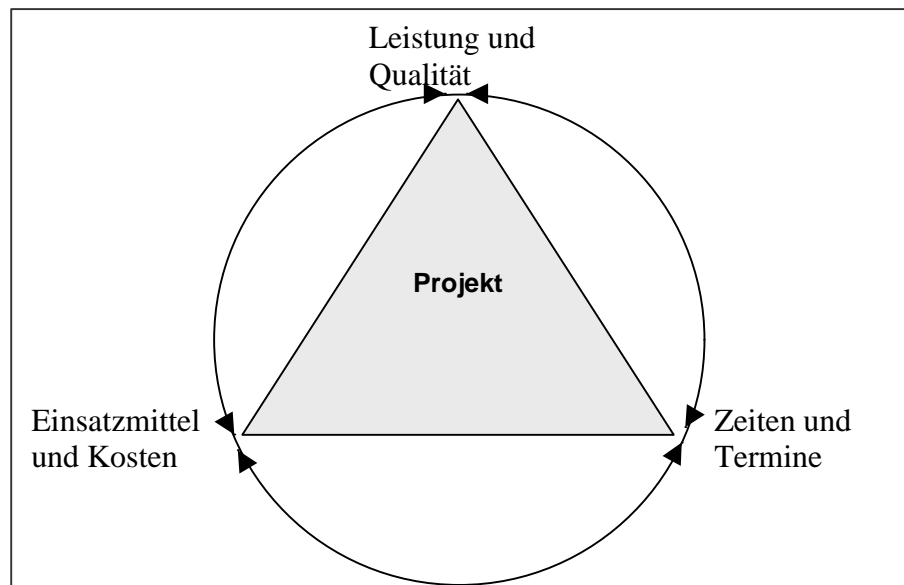 Leistung und
Qualität
Projekt
Einsatzmittel
und Kosten
Zeiten und
Termine